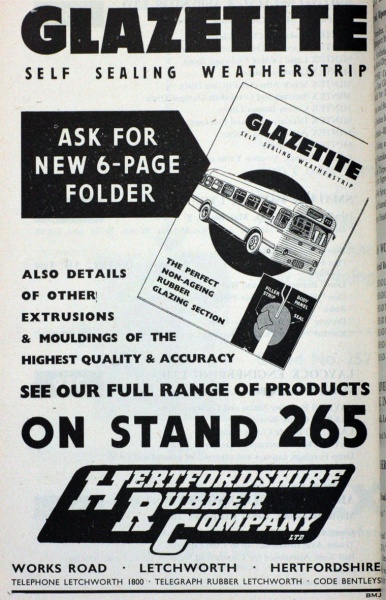 GLAZETITE
SELF SEALING WEATHERSTRIP
ASK FOR
NEW 6-PAGE
FOLDER
GLAZETITE
SELF SEALING WEATHERSTRIP
THE PERFECT
NON-AGEING
RUBBER
GLAZING SECTION
FILLER
STRIP
BODY
PANEL
SEAL
ALSO DETAILS
OF OTHER
EXTRUSIONS
& MOULDINGS OF THE
HIGHEST QUALITY & ACCURACY
SEE OUR FULL RANGE OF PRODUCTS
ON STAND 265
HERTFORDSHIRE
RUBBER
COMPANY
LTD
WORKS ROAD · LETCHWORTH · HERTFORDSHIRE
TELEPHONE LETCHWORTH 1800 · TELEGRAPH RUBBER LETCHWORTH · CODE BENTLEYS
BMJ